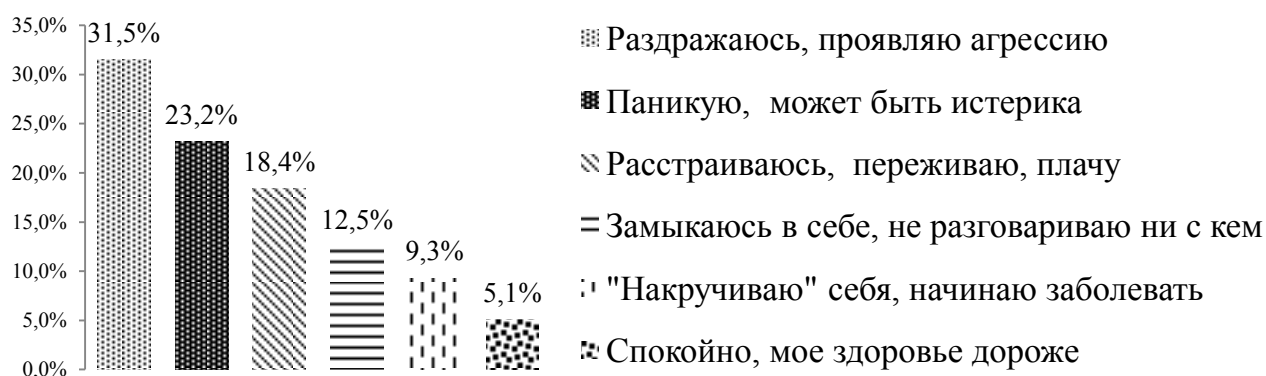 35,0%
30,0%
25,0%
20,0%
15,0%
10,0%
5,0%
0,0%
31,5%
23,2%
18,4%
12,5%
9,3%
5,1%
Раздражаюсь, проявляю агрессию
Паникую, может быть истерика
Расстраиваюсь, переживаю, плачу
Замыкаюсь в себе, не разговариваю ни с кем
"Накручиваю" себя, начинаю заболевать
Спокойно, мое здоровье дороже